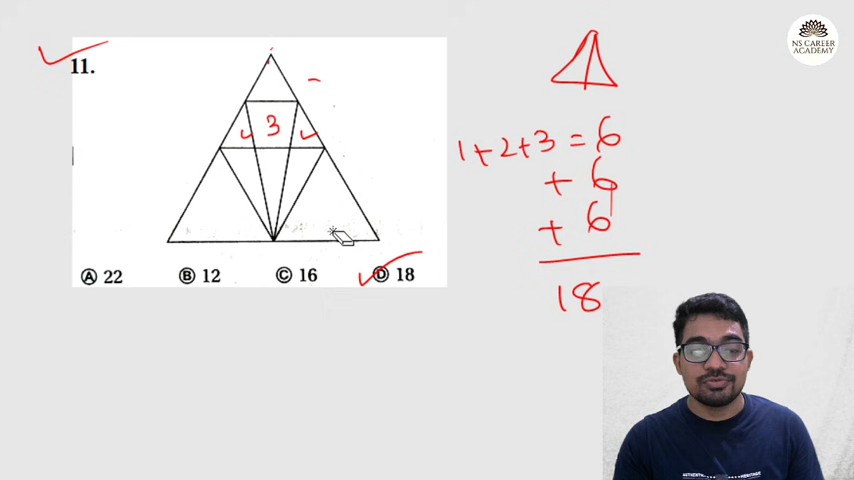 NS CAREER
ACADEMY
11.
3
1+2+3=6
+ 6
+ 6
18
Ⓐ 22 Ⓑ 12 Ⓒ 16 Ⓓ 18